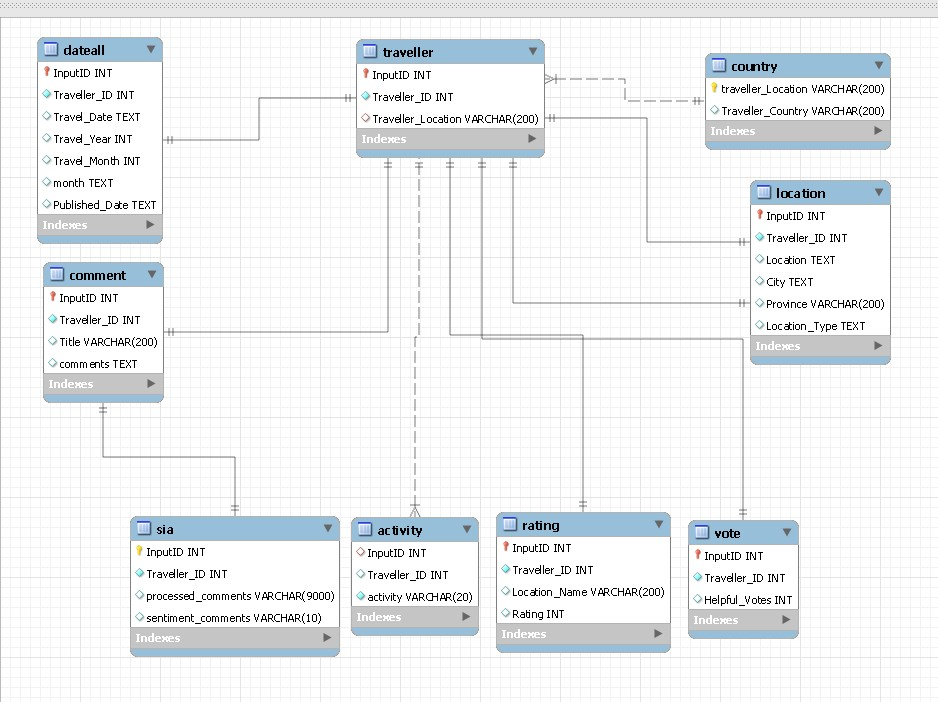 dateall
InputID INT
Traveller_ID INT
Travel_Date TEXT
Travel_Year INT
Travel_Month INT
month TEXT
Published_Date TEXT
Indexes
traveller
InputID INT
Traveller_ID INT
Traveller_Location VARCHAR(200)
Indexes
country
traveller_Location VARCHAR(200)
Traveller_Country VARCHAR(200)
Indexes
location
InputID INT
Traveller_ID INT
Location TEXT
City TEXT
Province VARCHAR(200)
Location_Type TEXT
Indexes
comment
InputID INT
Traveller_ID INT
Title VARCHAR(200)
comments TEXT
Indexes
sia
InputID INT
Traveller_ID INT
processed_comments VARCHAR(9000)
sentiment_comments VARCHAR(10)
Indexes
activity
InputID INT
Traveller_ID INT
activity VARCHAR(20)
Indexes
rating
InputID INT
Traveller_ID INT
Location_Name VARCHAR(200)
Rating INT
Indexes
vote
InputID INT
Traveller_ID INT
Helpful_Votes INT
Indexes